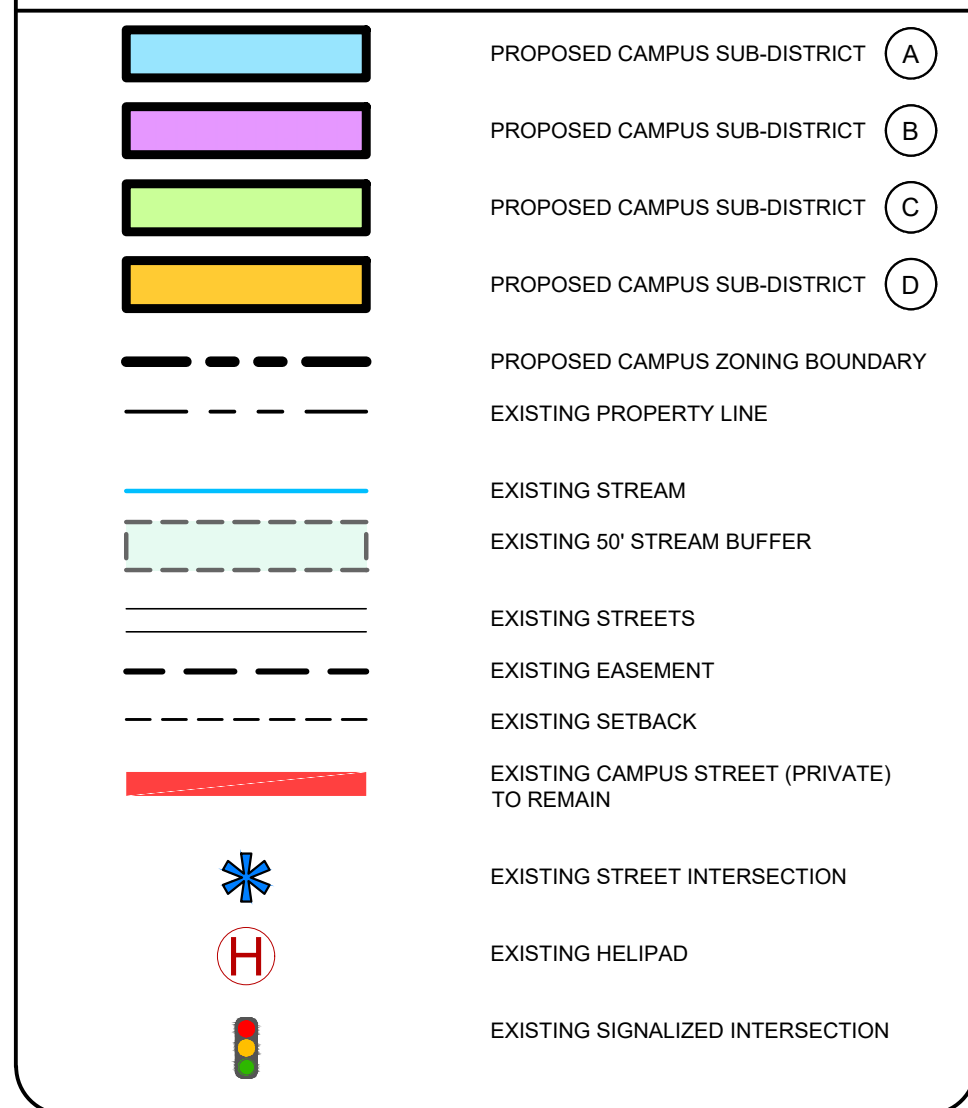 PROPOSED CAMPUS SUB-DISTRICT A
PROPOSED CAMPUS SUB-DISTRICT B
PROPOSED CAMPUS SUB-DISTRICT C
PROPOSED CAMPUS SUB-DISTRICT D
PROPOSED CAMPUS ZONING BOUNDARY
EXISTING PROPERTY LINE
EXISTING STREAM
EXISTING 50' STREAM BUFFER
EXISTING STREETS
EXISTING EASEMENT
EXISTING SETBACK
EXISTING CAMPUS STREET (PRIVATE)
TO REMAIN
EXISTING STREET INTERSECTION
H EXISTING HELIPAD
EXISTING SIGNALIZED INTERSECTION